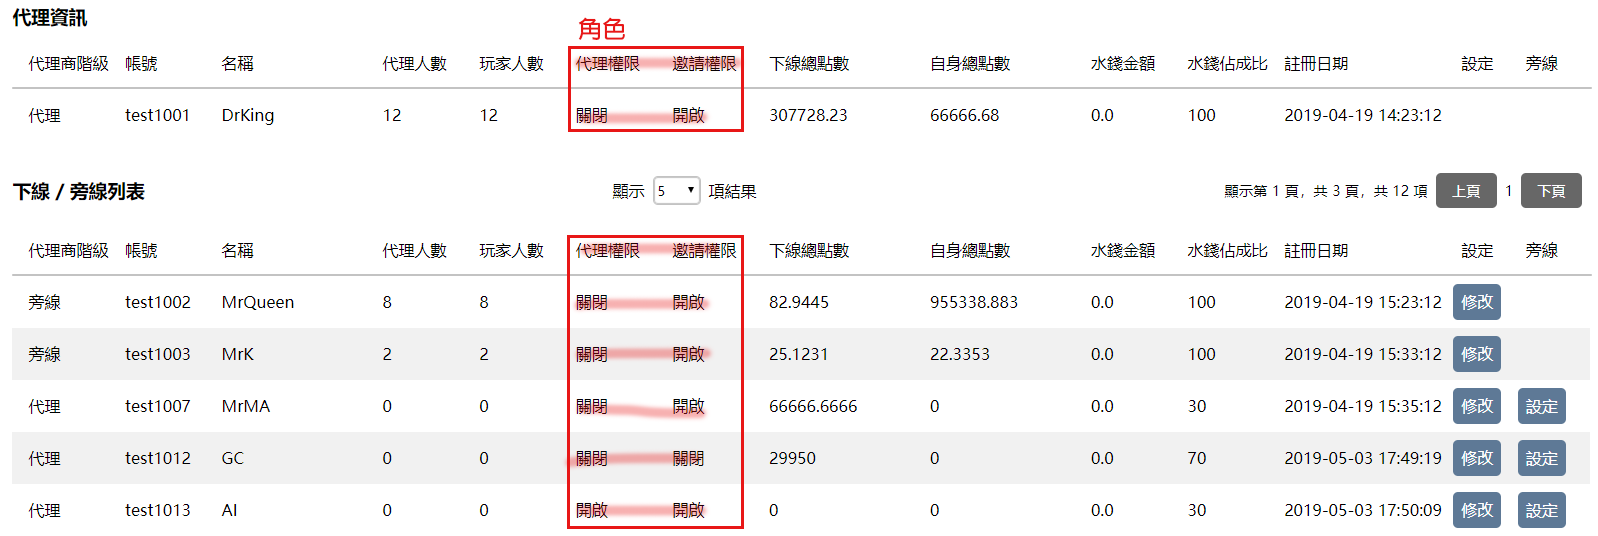 代理資訊
角色
代理商階級 帳號 名稱 代理人數 玩家人數 代理權限 邀請權限 下線總點數 自身總點數 水錢金額 水錢佔成比 註冊日期 設定 旁線
代理 test1001 DrKing 12 12 關閉 開啟 307728.23 66666.68 0.0 100 2019-04-19 14:23:12
下線 / 旁線列表 顯示 5 項結果 顯示第 1 頁，共 3 頁，共 12 項 上頁 1 下頁
代理商階級 帳號 名稱 代理人數 玩家人數 代理權限 邀請權限 下線總點數 自身總點數 水錢金額 水錢佔成比 註冊日期 設定 旁線
旁線 test1002 MrQueen 8 8 關閉 開啟 82.9445 955338.883 0.0 100 2019-04-19 15:23:12 修改
旁線 test1003 MrK 2 2 關閉 開啟 25.1231 22.3353 0.0 100 2019-04-19 15:33:12 修改
代理 test1007 MrMA 0 0 關閉 開啟 66666.6666 0 0.0 30 2019-04-19 15:35:12 修改 設定
代理 test1012 GC 0 0 關閉 關閉 29950 0 0.0 70 2019-05-03 17:49:19 修改 設定
代理 test1013 AI 0 0 開啟 開啟 0 0 0.0 30 2019-05-03 17:50:09 修改 設定